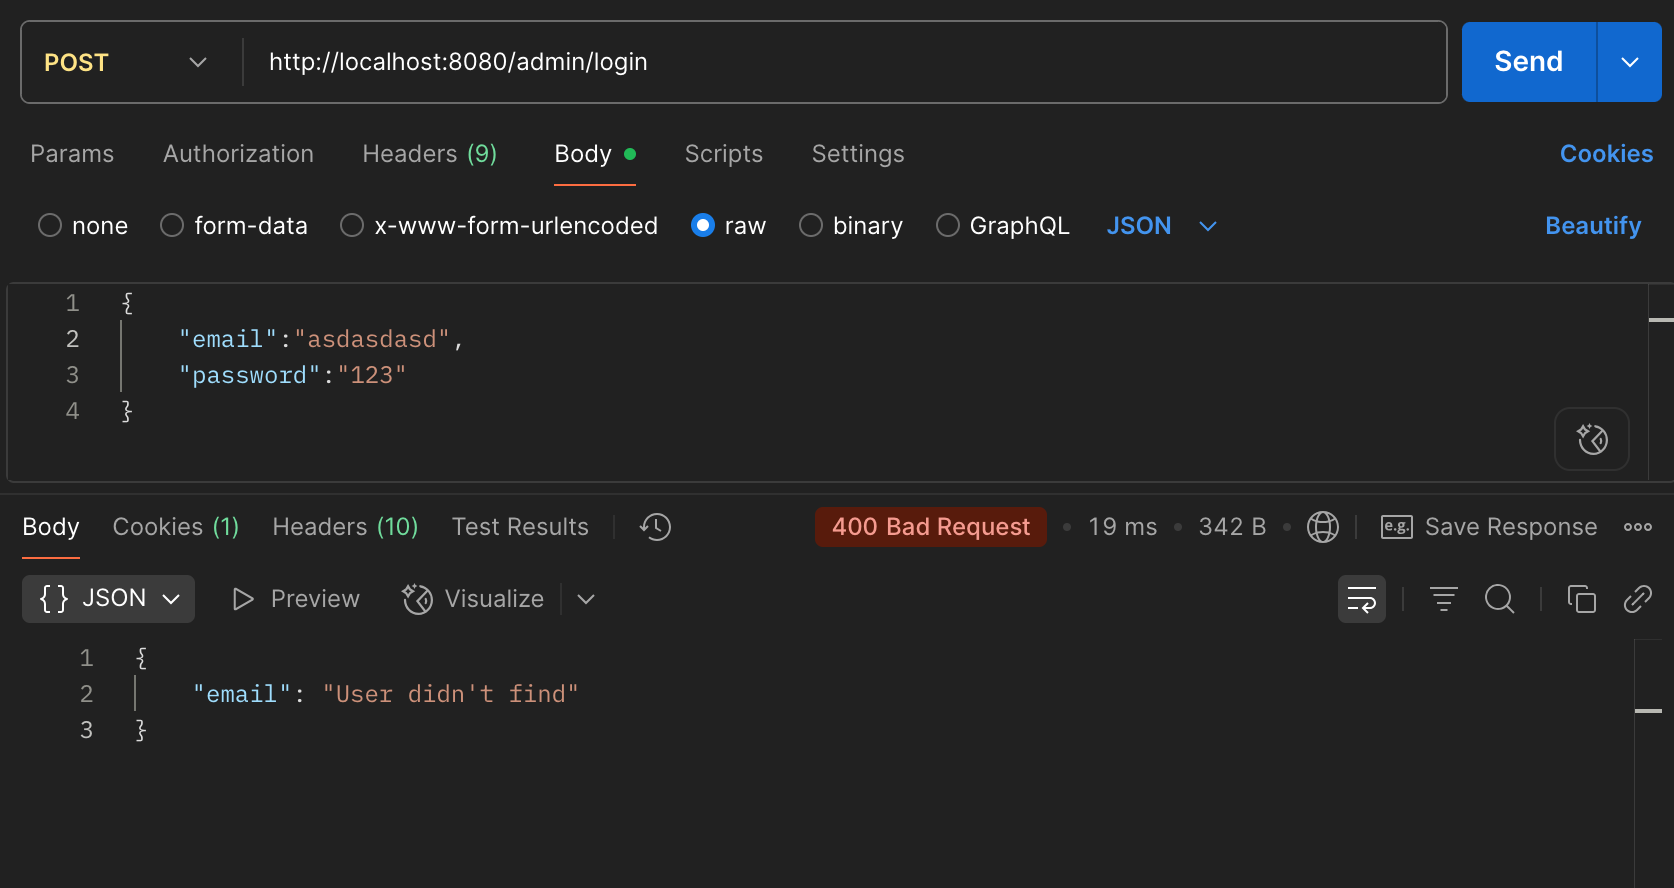 POST http://localhost:8080/admin/login Send
Params Authorization Headers (9) Body Scripts Settings Cookies
none form-data x-www-form-urlencoded raw binary GraphQL JSON Beautify
1 {
2 "email":"asdasdasd",
3 "password":"123"
4 }
Body Cookies (1) Headers (10) Test Results 400 Bad Request • 19 ms • 342 B • e.g. Save Response
{} JSON Preview Visualize
1 {
2 "email": "User didn't find"
3 }